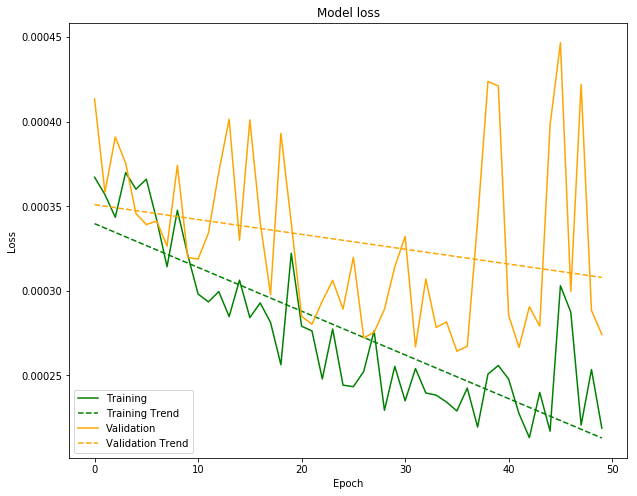 Model loss
0.00045
0.00040
0.00035
0.00030
0.00025
Loss
Training
Training Trend
Validation
Validation Trend
0 10 20 30 40 50
Epoch